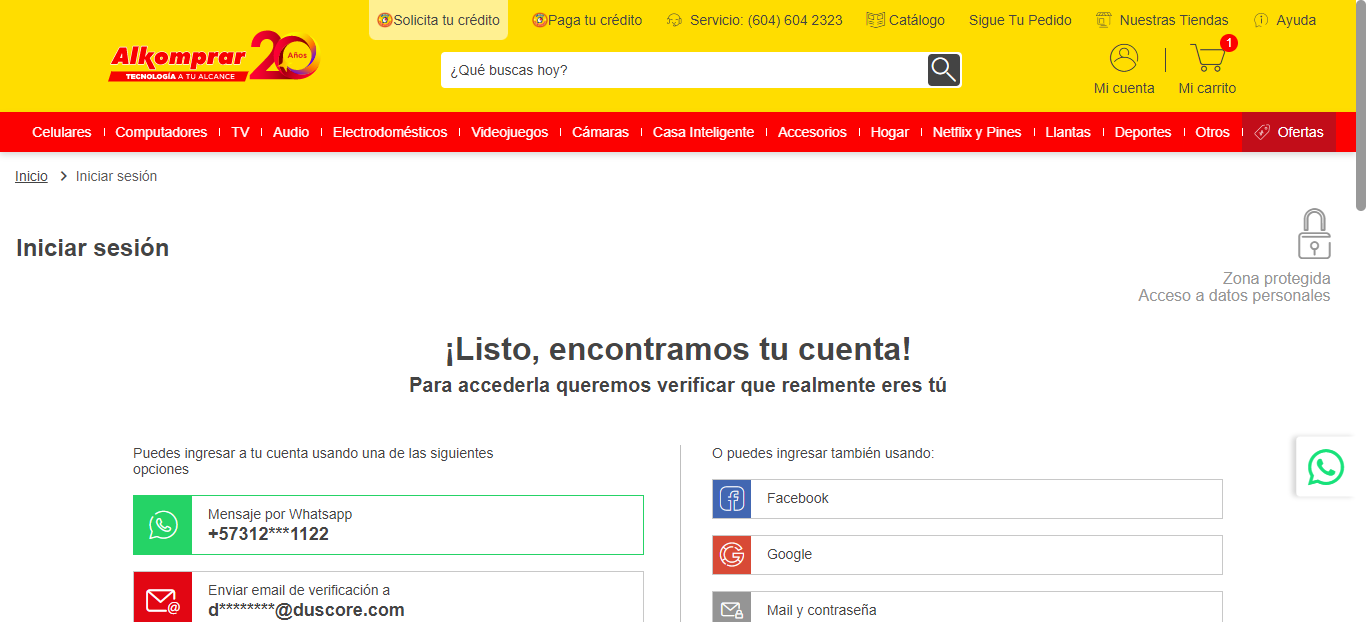 Solicita tu crédito
Paga tu crédito
Servicio: (604) 604 2323
Catálogo
Sigue Tu Pedido
Nuestras Tiendas
Ayuda
Alkomprar 20 Años
TECNOLOGÍA A TU ALCANCE
¿Qué buscas hoy?
1
Mi cuenta
Mi carrito
Celulares
Computadores
TV
Audio
Electrodomésticos
Videojuegos
Cámaras
Casa Inteligente
Accesorios
Hogar
Netflix y Pines
Llantas
Deportes
Otros
Ofertas
Inicio
Iniciar sesión
Iniciar sesión
Zona protegida
Acceso a datos personales
¡Listo, encontramos tu cuenta!
Para accederla queremos verificar que realmente eres tú
Puedes ingresar a tu cuenta usando una de las siguientes
opciones
Mensaje por Whatsapp
+57312***1122
Enviar email de verificación a
d********@duscore.com
O puedes ingresar también usando:
Facebook
Google
Mail y contraseña